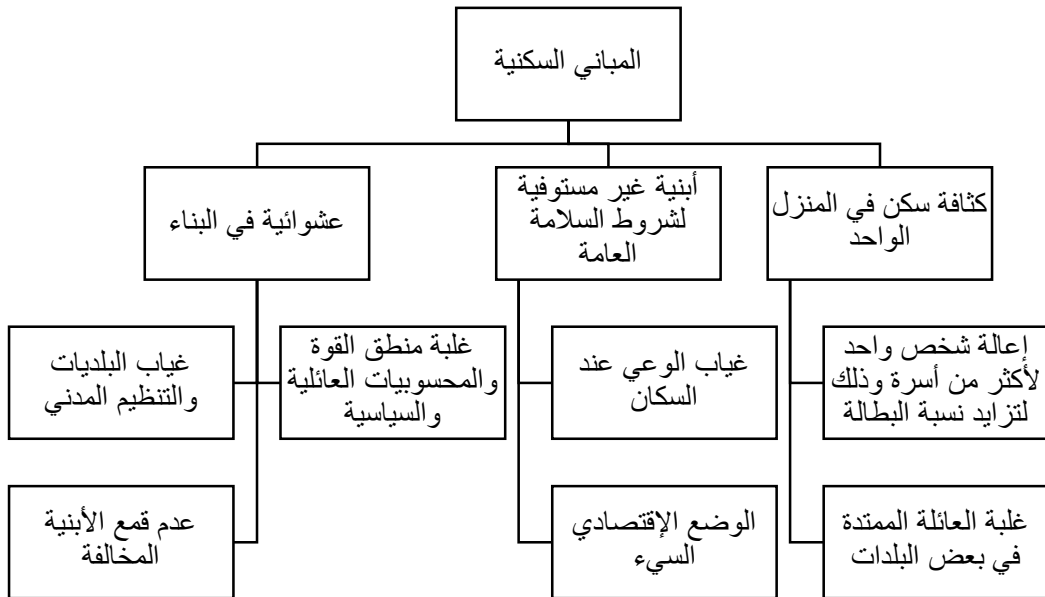 المباني السكنية
كثافة سكن في المنزل
الواحد
أبنية غير مستوفية
لشروط السلامة
العامة
عشوائية في البناء
إعالة شخص واحد
لأكثر من أسرة وذلك
لتزايد نسبة البطالة
غلبة العائلة الممتدة
في بعض البلدات
غياب الوعي عند
السكان
الوضع الإقتصادي
السيء
غلبة منطق القوة
والمحسوبيات العائلية
والسياسية
غياب البلديات
والتنظيم المدني
عدم قمع الأبنية
المخالفة